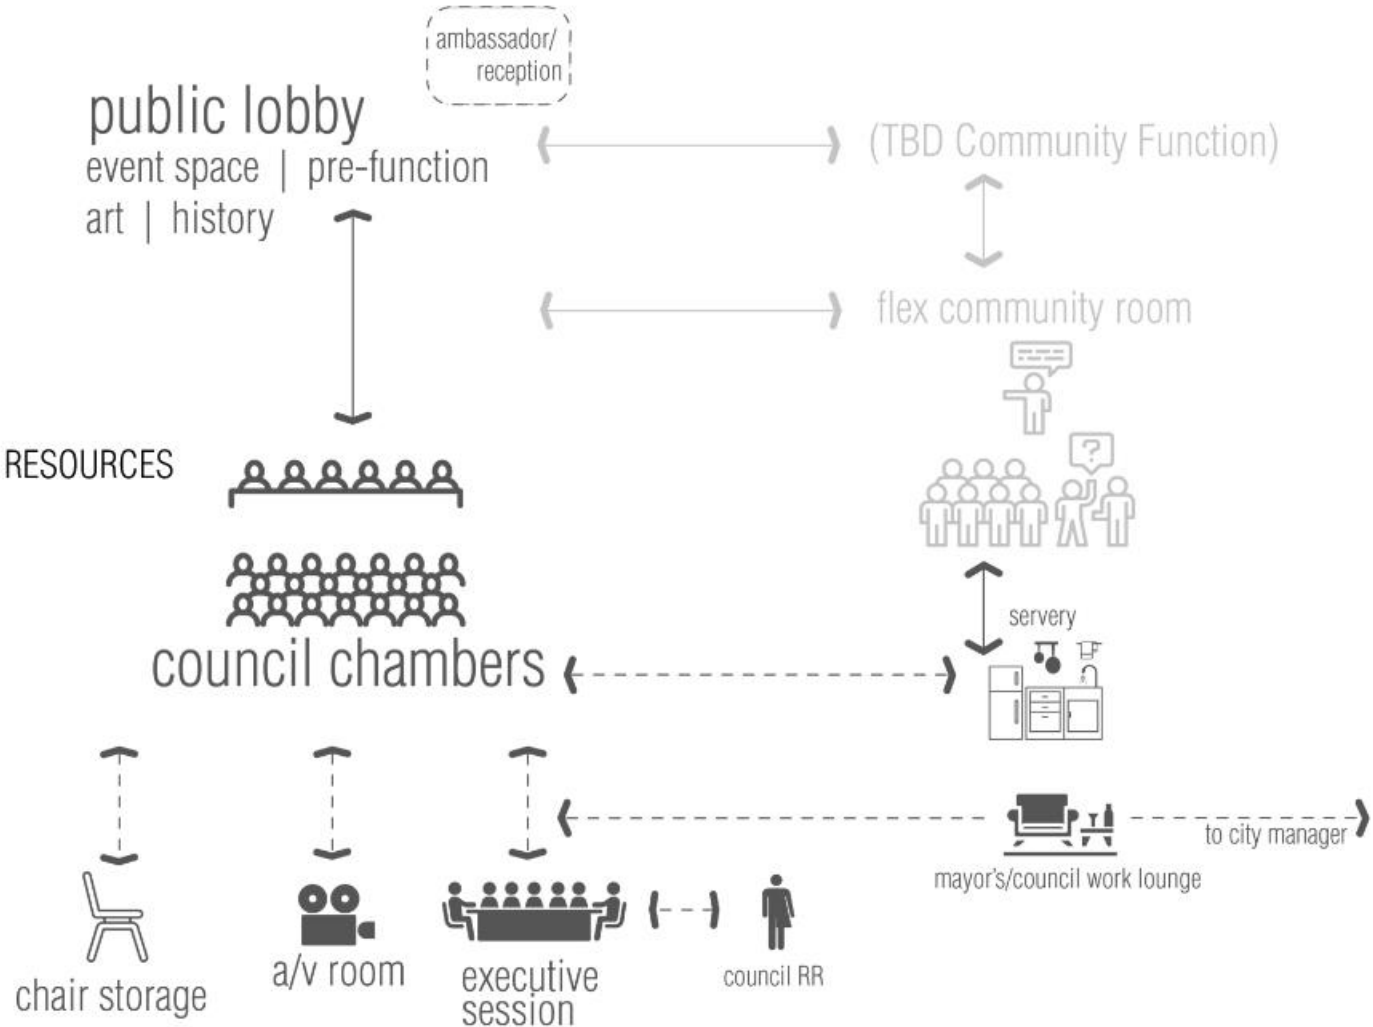 ambassador/
reception
public lobby
event space | pre-function
art | history
(TBD Community Function)
flex community room
RESOURCES
?
servery
council chambers
to city manager
mayor's/council work lounge
chair storage
a/v room
executive
session
council RR